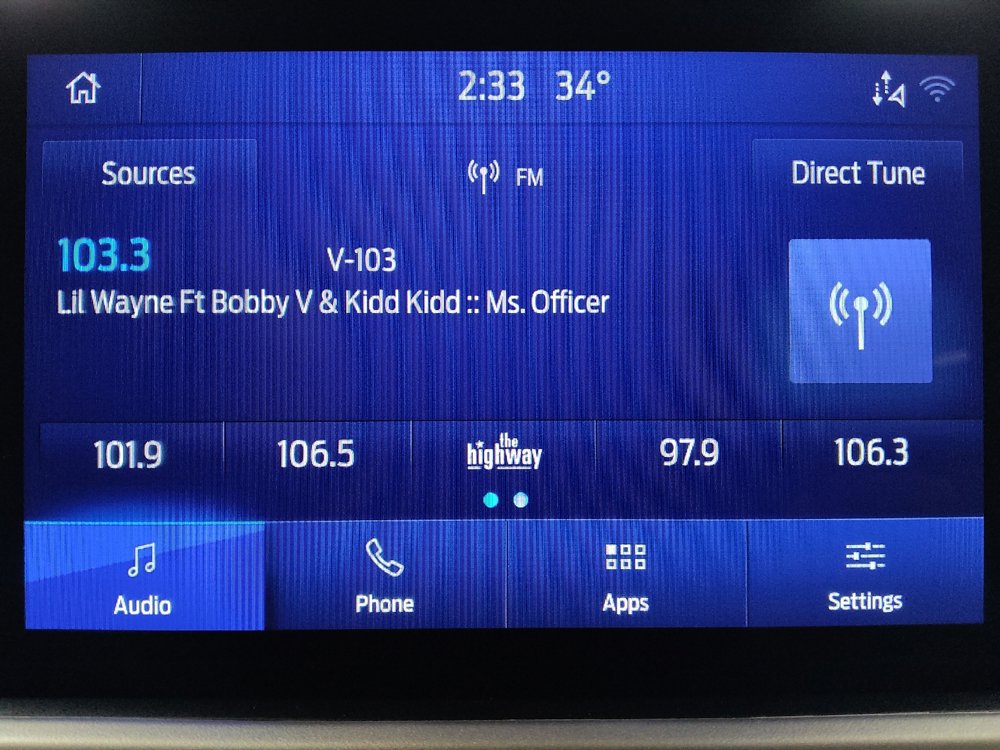 2:33 34°
Sources FM Direct Tune
103.3 V-103
Lil Wayne Ft Bobby V & Kidd Kidd :: Ms. Officer
101.9 106.5 the highway 97.9 106.3
Audio Phone Apps Settings